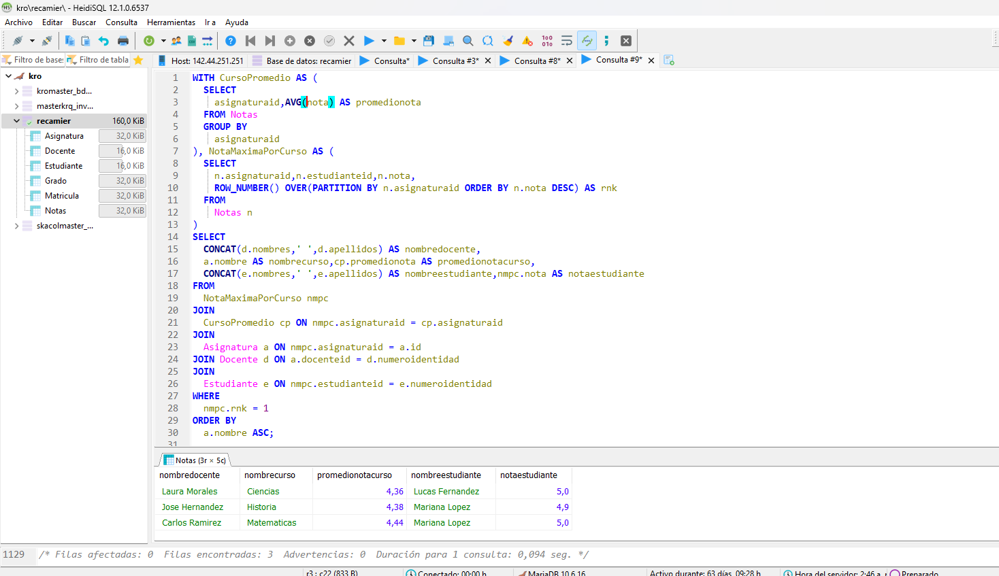 kro\recamier\ - HeidiSQL 12.1.0.6537
Archivo Editar Buscar Consulta Herramientas Ir a Ayuda
Filtro de base: Filtro de tabla Host: 142.44.251.251 Base de datos: recamier Consulta* Consulta #3* Consulta #8* Consulta #9*
kro
kromaster_bd...
masterkrq_inv...
recamier 160,0 KiB
Asignatura 32,0 KiB
Docente 16,0 KiB
Estudiante 16,0 KiB
Grado 32,0 KiB
Matricula 32,0 KiB
Notas 32,0 KiB
skacolmaster_...
1 WITH CursoPromedio AS (
2 SELECT
3 asignaturaid,AVG(nota) AS promedionota
4 FROM Notas
5 GROUP BY
6 asignaturaid
7 ), NotaMaximaPorCurso AS (
8 SELECT
9 n.asignaturaid,n.estudianteid,n.nota,
10 ROW_NUMBER() OVER(PARTITION BY n.asignaturaid ORDER BY n.nota DESC) AS rnk
11 FROM
12 Notas n
13 )
14 SELECT
15 CONCAT(d.nombres,' ',d.apellidos) AS nombredocente,
16 a.nombre AS nombrecurso,cp.promedionota AS promedionotacurso,
17 CONCAT(e.nombres,' ',e.apellidos) AS nombreestudiante,nmpc.nota AS notaestudiante
18 FROM
19 NotaMaximaPorCurso nmpc
20 JOIN
21 CursoPromedio cp ON nmpc.asignaturaid = cp.asignaturaid
22 JOIN
23 Asignatura a ON nmpc.asignaturaid = a.id
24 JOIN Docente d ON a.docenteid = d.numeroidentidad
25 JOIN
26 Estudiante e ON nmpc.estudianteid = e.numeroidentidad
27 WHERE
28 nmpc.rnk = 1
29 ORDER BY
30 a.nombre ASC;
31
Notas (3r × 5c)
nombredocente nombrecurso promedionotacurso nombreestudiante notaestudiante
Laura Morales Ciencias 4,36 Lucas Fernandez 5,0
Jose Hernandez Historia 4,38 Mariana Lopez 4,9
Carlos Ramirez Matematicas 4,44 Mariana Lopez 5,0
1129 /* Filas afectadas: 0 Filas encontradas: 3 Advertencias: 0 Duración para 1 consulta: 0,094 seg. */
r3 : c22 (833 B) Conectado: 00:00 h MariaDB 10.6.16 Activo durante: 63 días, 09:28 h Hora del servidor: 2:46 a. Preparado.